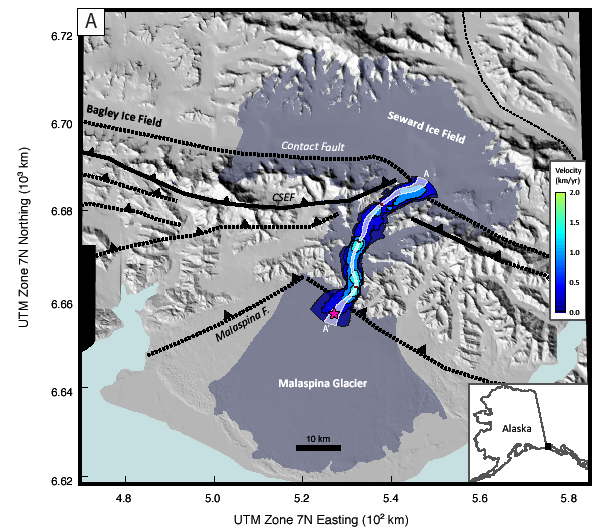 A
6.72
6.70
6.68
6.66
6.64
6.62
UTM Zone 7N Northing (10³ km)
Bagley Ice Field
Seward Ice Field
Contact Fault
CSEF
A
A'
Malaspina F.
Malaspina Glacier
10 km
Velocity
(km/yr)
2.0
1.5
1.0
0.5
0.0
Alaska
4.8
5.0
5.2
5.4
5.6
5.8
UTM Zone 7N Easting (10² km)